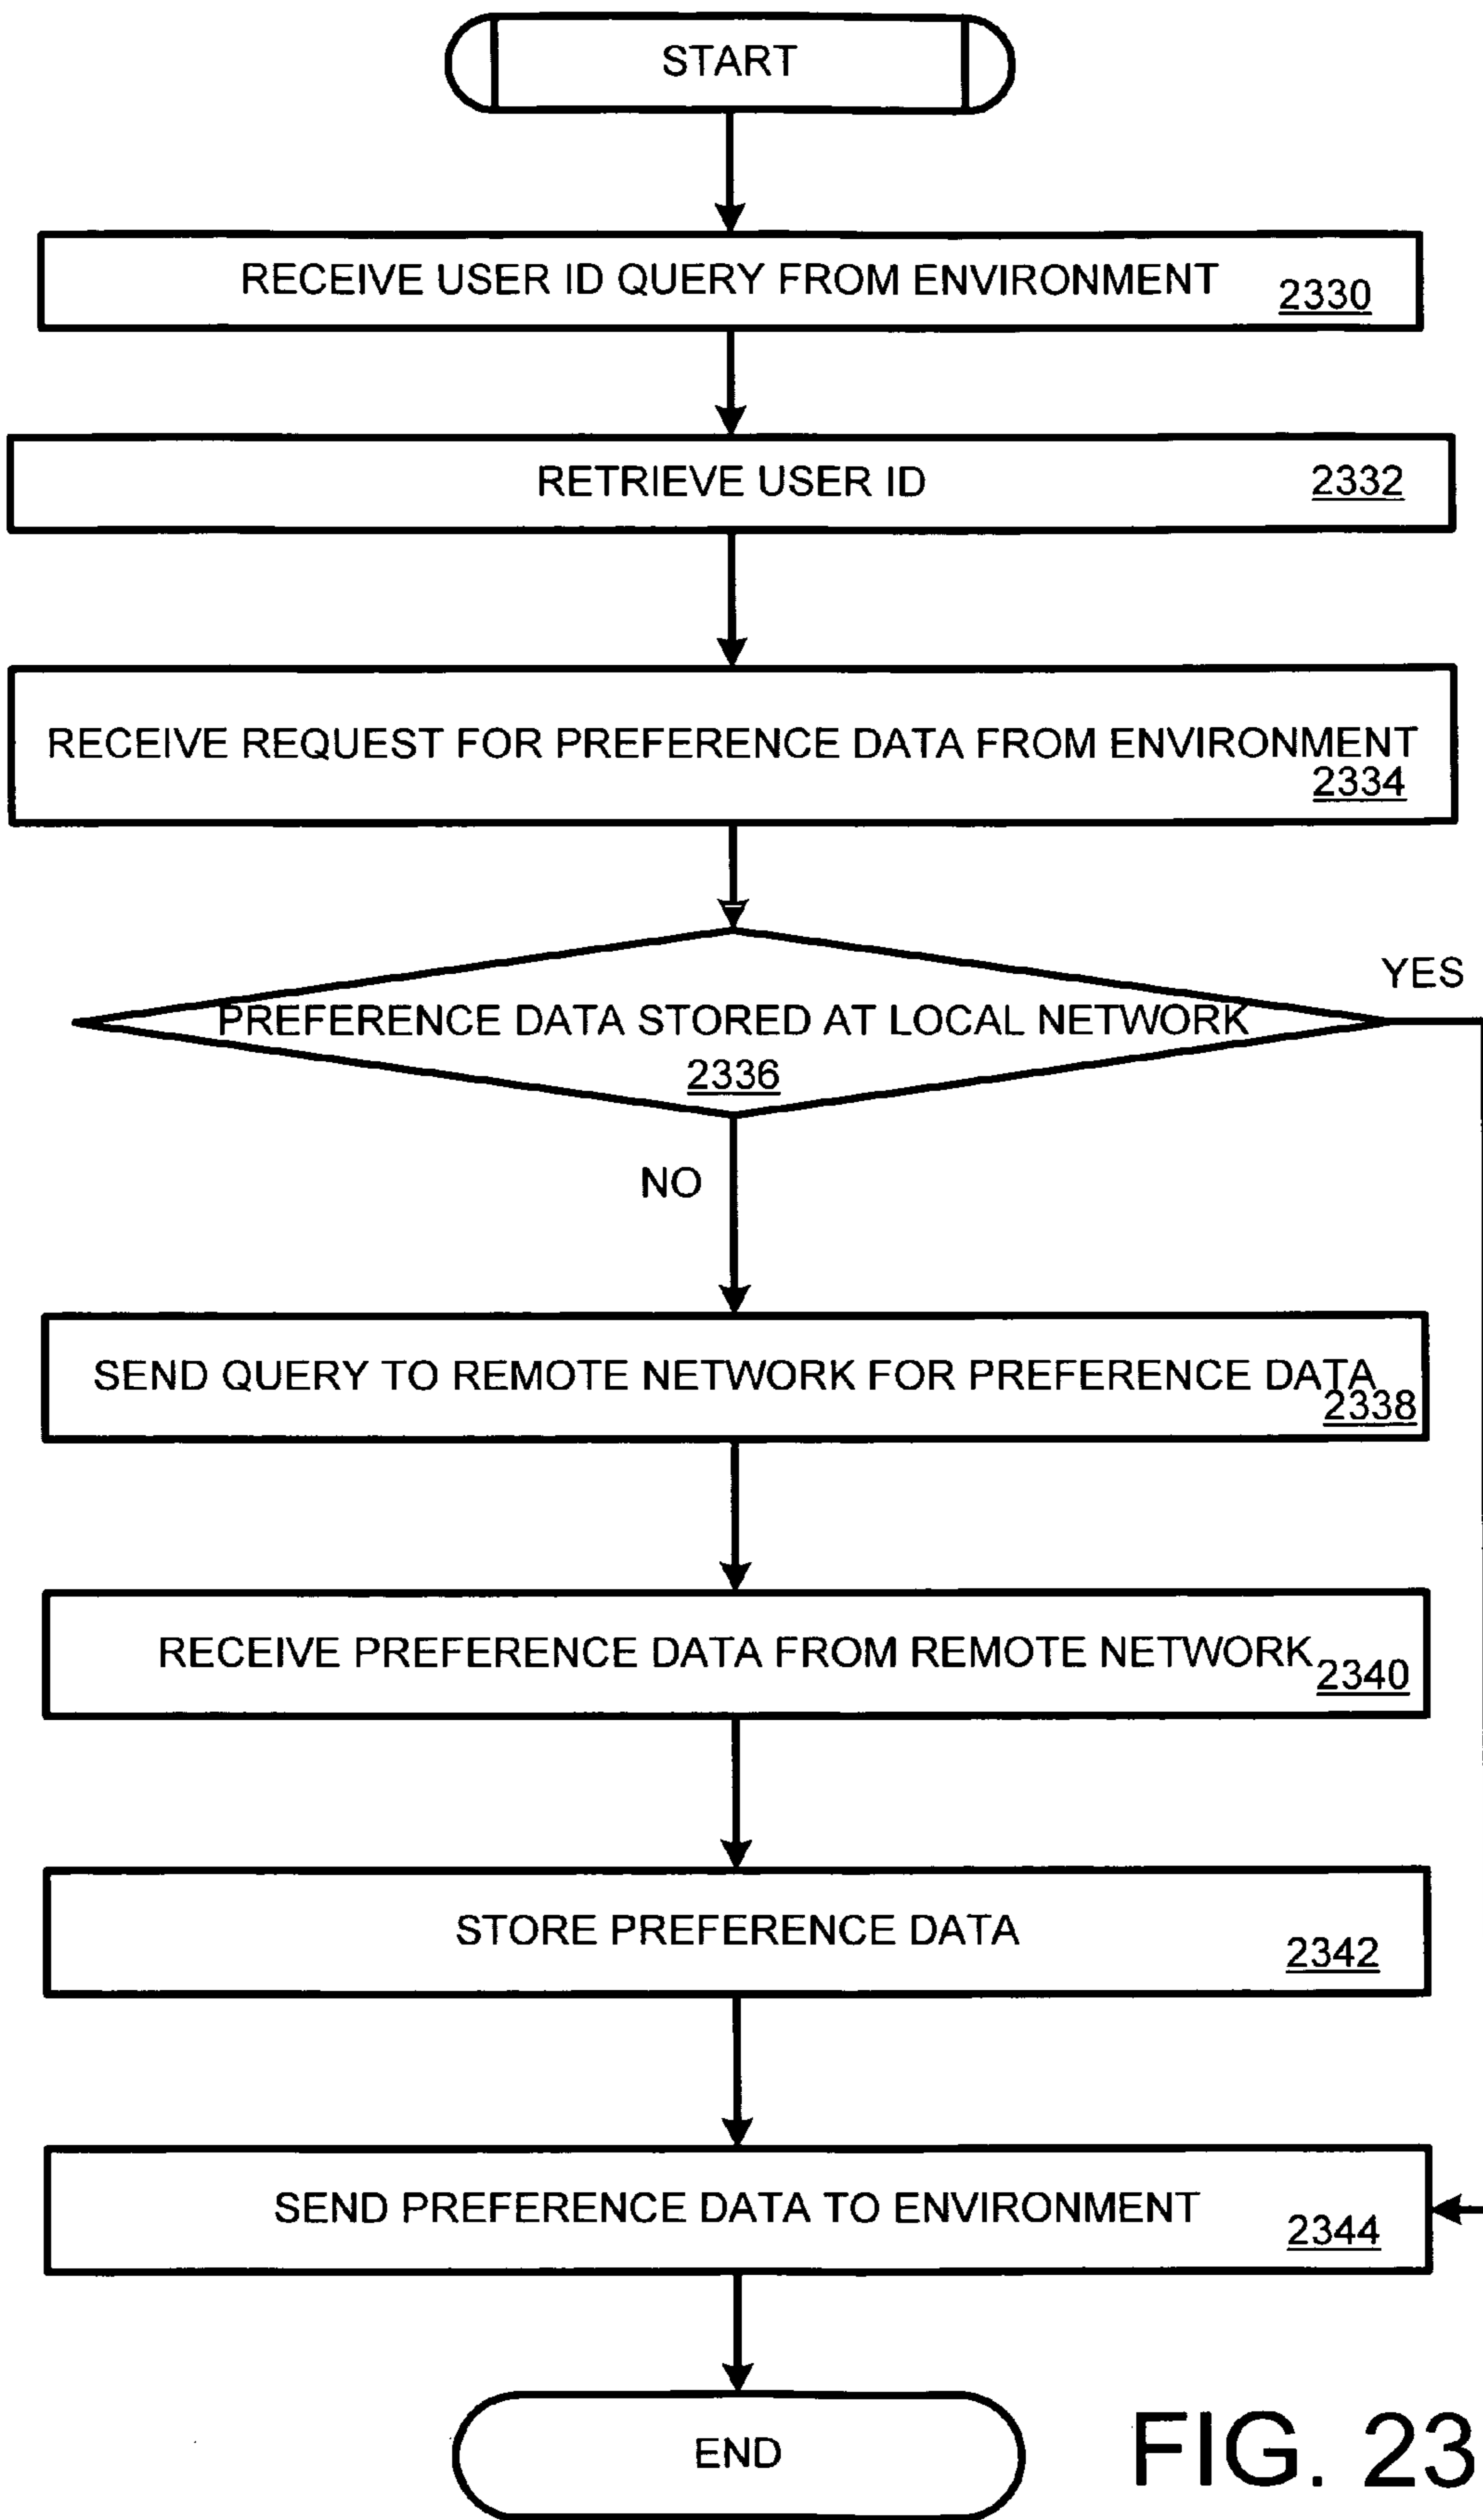 START
RECEIVE USER ID QUERY FROM ENVIRONMENT 2330
RETRIEVE USER ID 2332
RECEIVE REQUEST FOR PREFERENCE DATA FROM ENVIRONMENT
2334
YES
PREFERENCE DATA STORED AT LOCAL NETWORK
2336
NO
SEND QUERY TO REMOTE NETWORK FOR PREFERENCE DATA
2338
RECEIVE PREFERENCE DATA FROM REMOTE NETWORK 2340
STORE PREFERENCE DATA 2342
SEND PREFERENCE DATA TO ENVIRONMENT 2344
END
FIG. 23